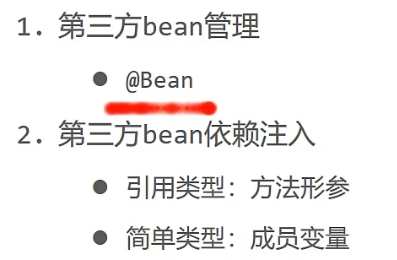 1. 第三方bean管理
● @Bean
2. 第三方bean依赖注入
● 引用类型：方法形参
● 简单类型：成员变量